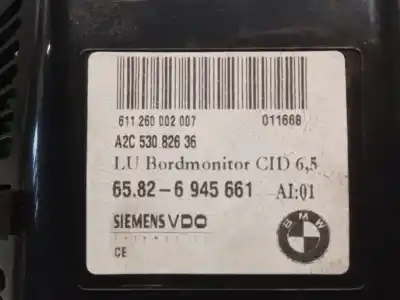 611 260 002 007 011668
A2C 530 826 36
LU Bordmonitor CID 6,5
65.82-6 945 661 AI:01
SIEMENS VDO
BMW
CE